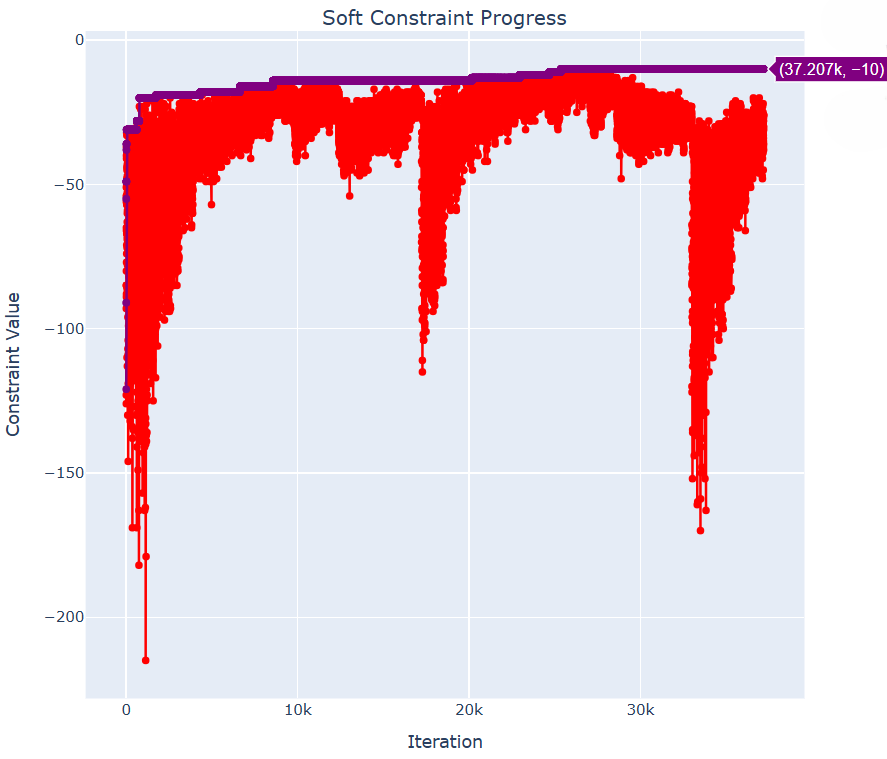 Soft Constraint Progress
0
(37.207k, −10)
−50
−100
−150
−200
Constraint Value
0
10k
20k
30k
Iteration